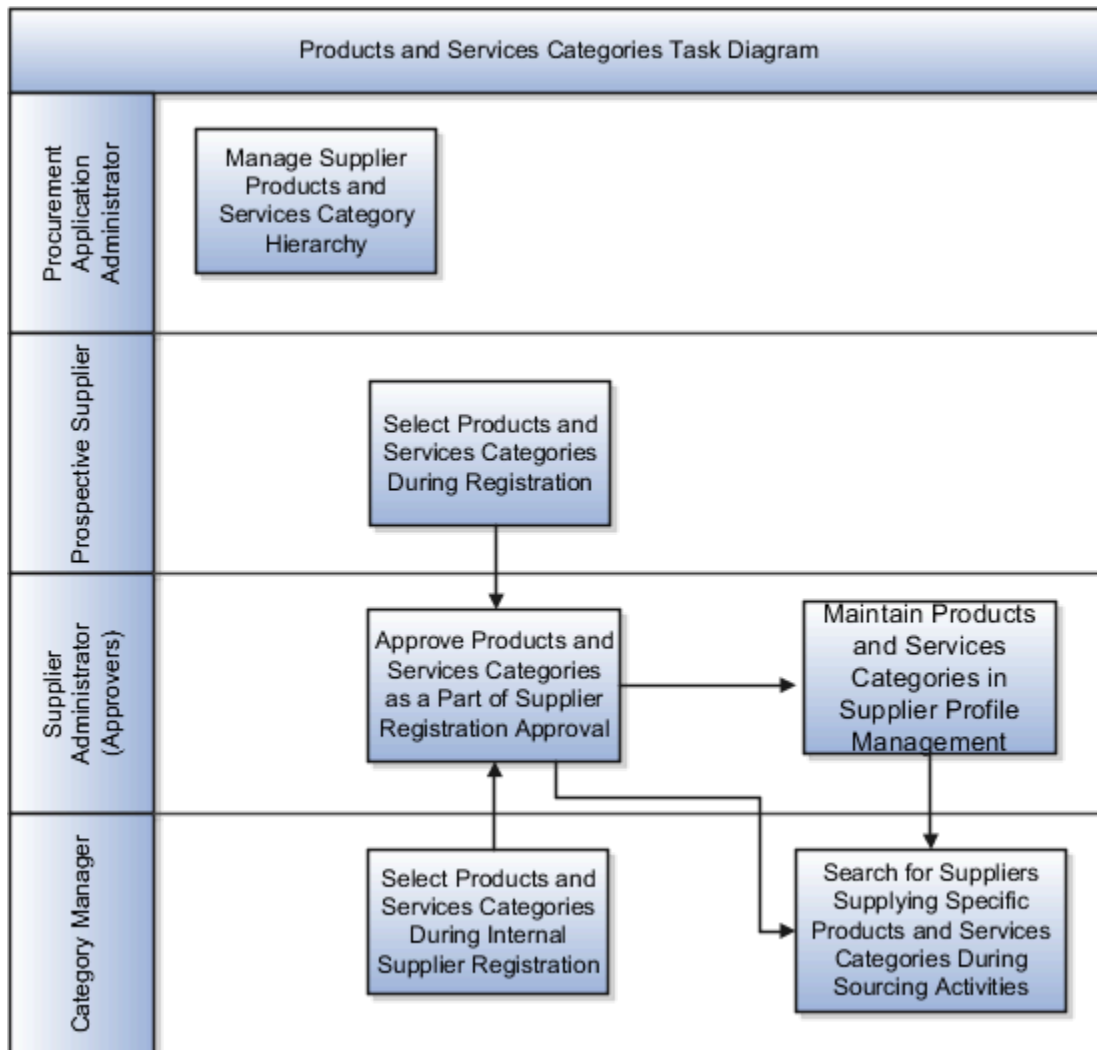 Products and Services Categories Task Diagram
Procurement
Application
Administrator
Manage Supplier
Products and
Services Category
Hierarchy
Prospective Supplier
Select Products and
Services Categories
During Registration
Supplier
Administrator
(Approvers)
Approve Products and
Services Categories
as a Part of Supplier
Registration Approval
Maintain Products
and Services
Categories in
Supplier Profile
Management
Category Manager
Select Products and
Services Categories
During Internal
Supplier Registration
Search for Suppliers
Supplying Specific
Products and Services
Categories During
Sourcing Activities